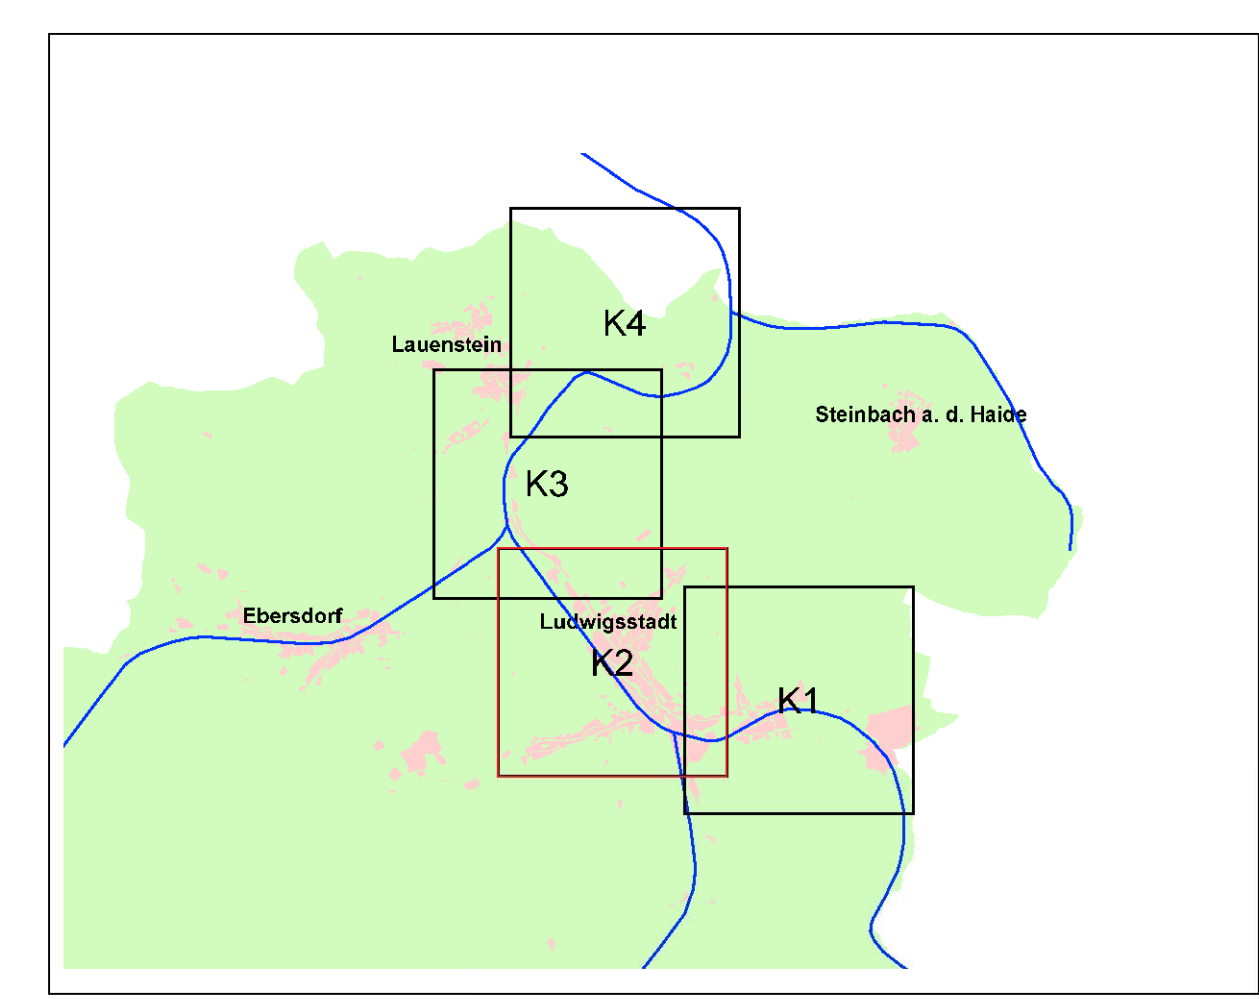 K4
Lauenstein
Steinbach a. d. Haide
K3
Ebersdorf
Ludwigsstadt
K2
K1